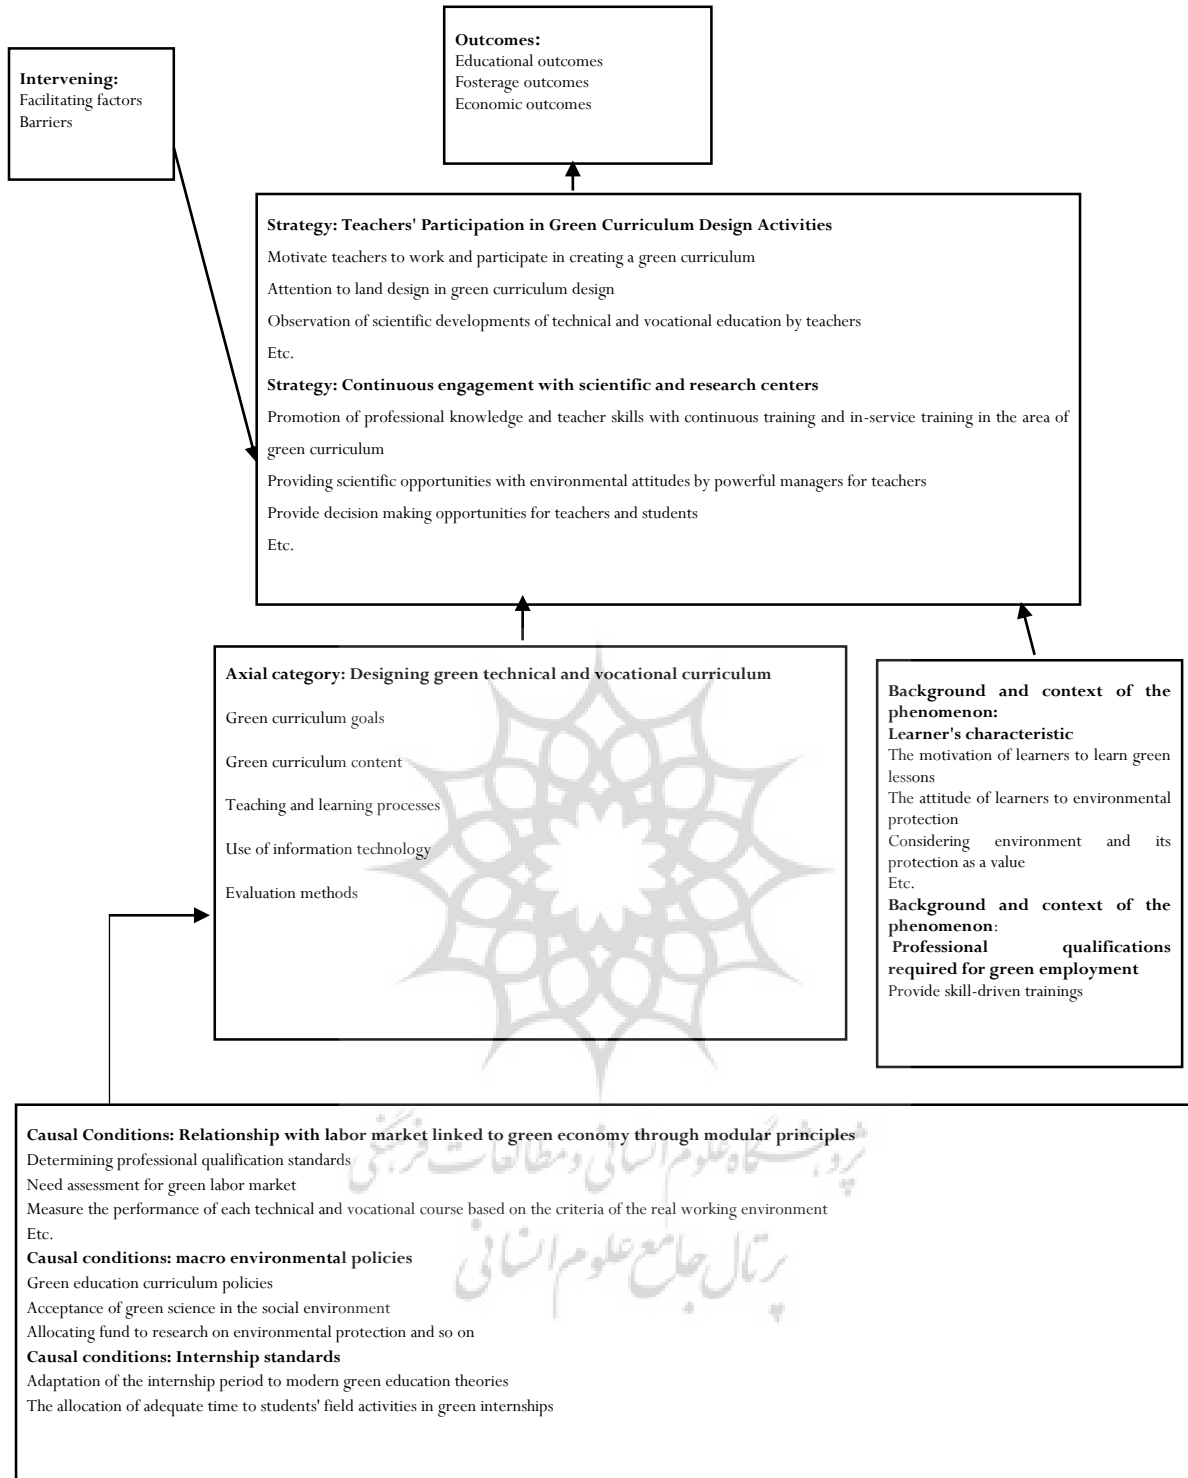 Outcomes:
Educational outcomes
Fosterage outcomes
Economic outcomes
Intervening:
Facilitating factors
Barriers
Strategy: Teachers' Participation in Green Curriculum Design Activities
Motivate teachers to work and participate in creating a green curriculum
Attention to land design in green curriculum design
Observation of scientific developments of technical and vocational education by teachers
Etc.
Strategy: Continuous engagement with scientific and research centers
Promotion of professional knowledge and teacher skills with continuous training and in-service training in the area of
green curriculum
Providing scientific opportunities with environmental attitudes by powerful managers for teachers
Provide decision making opportunities for teachers and students
Etc.
Axial category: Designing green technical and vocational curriculum
Green curriculum goals
Green curriculum content
Teaching and learning processes
Use of information technology
Evaluation methods
Background and context of the
phenomenon:
Learner's characteristic
The motivation of learners to learn green
lessons
The attitude of learners to environmental
protection
Considering environment and its
protection as a value
Etc.
Background and context of the
phenomenon:
Professional qualifications
required for green employment
Provide skill-driven trainings
Causal Conditions: Relationship with labor market linked to green economy through modular principles
Determining professional qualification standards
Need assessment for green labor market
Measure the performance of each technical and vocational course based on the criteria of the real working environment
Etc.
Causal conditions: macro environmental policies
Green education curriculum policies
Acceptance of green science in the social environment
Allocating fund to research on environmental protection and so on
Causal conditions: Internship standards
Adaptation of the internship period to modern green education theories
The allocation of adequate time to students' field activities in green internships
پژوهشگاه علوم انسانی و مطالعات فرهنگی
پرتال جامع علوم انسانی